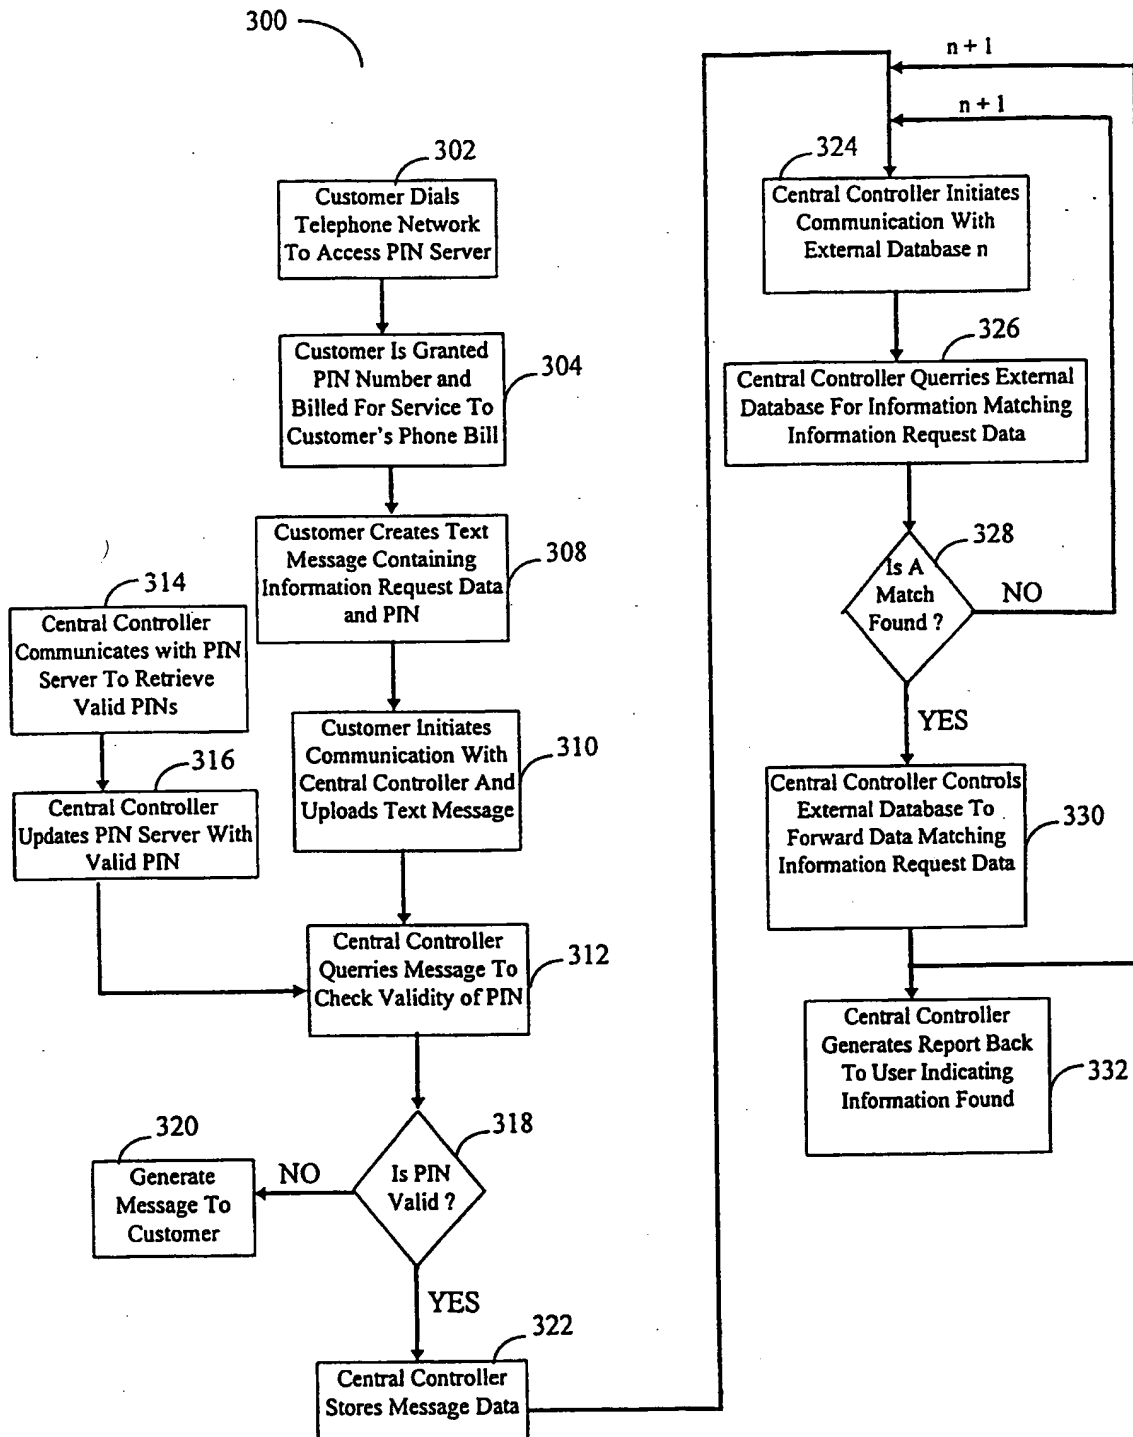 300
302
Customer Dials
Telephone Network
To Access PIN Server
Customer Is Granted
PIN Number and
Billed For Service To
Customer's Phone Bill
304
Customer Creates Text
Message Containing
Information Request Data
and PIN
308
314
Central Controller
Communicates with PIN
Server To Retrieve
Valid PINs
316
Central Controller
Updates PIN Server With
Valid PIN
Customer Initiates
Communication With
Central Controller And
Uploads Text Message
310
Central Controller
Querries Message To
Check Validity of PIN
312
318
Is PIN
Valid ?
NO
320
Generate
Message To
Customer
YES
322
Central Controller
Stores Message Data
n + 1
n + 1
324
Central Controller Initiates
Communication With
External Database n
326
Central Controller Querries External
Database For Information Matching
Information Request Data
328
Is A
Match
Found ?
NO
YES
Central Controller Controls
External Database To
Forward Data Matching
Information Request Data
330
Central Controller
Generates Report Back
To User Indicating
Information Found
332